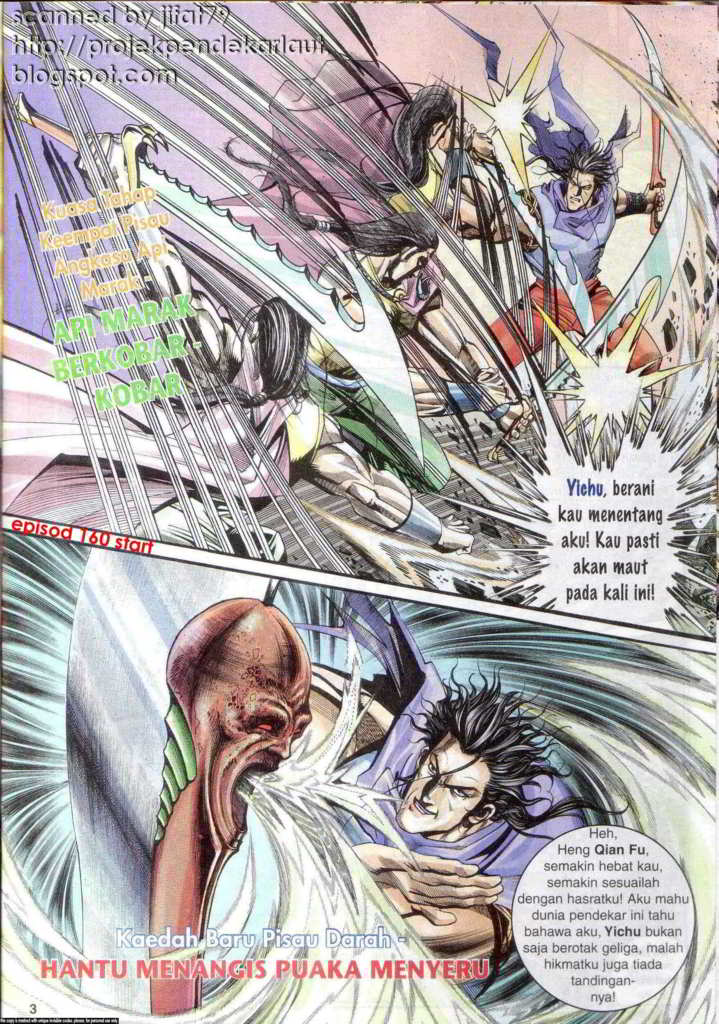 scanned by jifat79
http://projekpendekarlaut.
blogspot.com
Kuasa Tahap
Keempat Pisau
Angkasa Api
Marak -
API MARAK
BERKOBAR -
KOBAR
Yichu, berani
kau menentang
aku! Kau pasti
akan maut
pada kali ini!
episod 160 start
Heh,
Heng Qian Fu,
semakin hebat kau,
semakin sesuailah
dengan hasratku! Aku mahu
dunia pendekar ini tahu
bahawa aku, Yichu bukan
saja berotak geliga, malah
hikmatku juga tiada
tandingan-
nya!
Kaedah Baru Pisau Darah -
HANTU MENANGIS PUAKA MENYERU
3